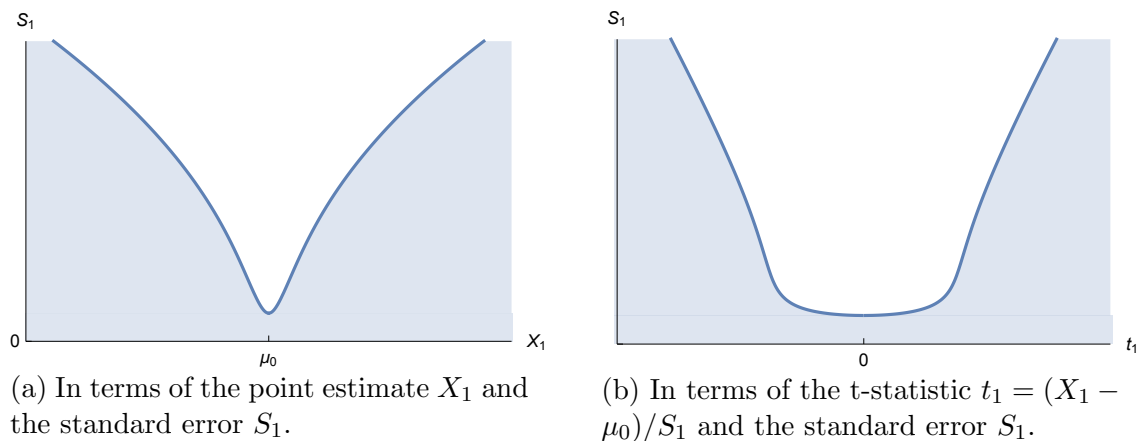 S₁
0
μ₀
X₁
(a) In terms of the point estimate X₁ and
the standard error S₁.
S₁
0
t₁
(b) In terms of the t-statistic t₁ = (X₁ −
μ₀)/S₁ and the standard error S₁.